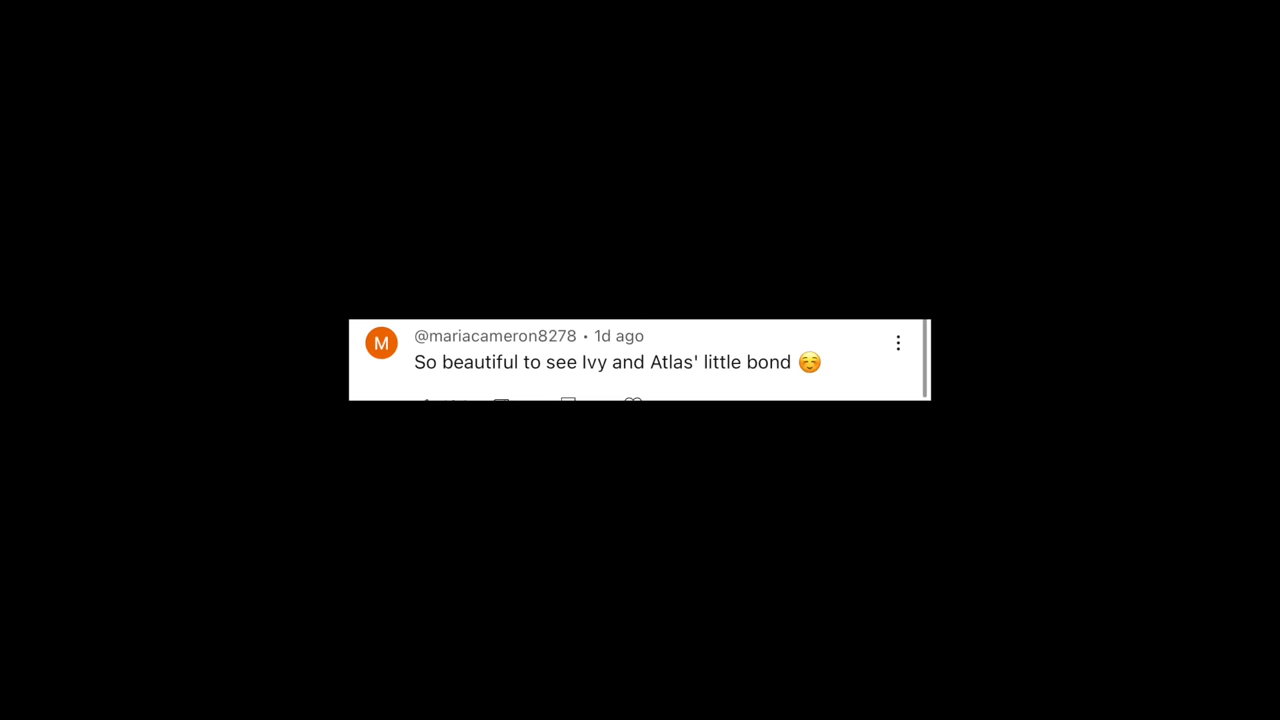 M
@mariacameron8278 • 1d ago
So beautiful to see Ivy and Atlas' little bond ☺️